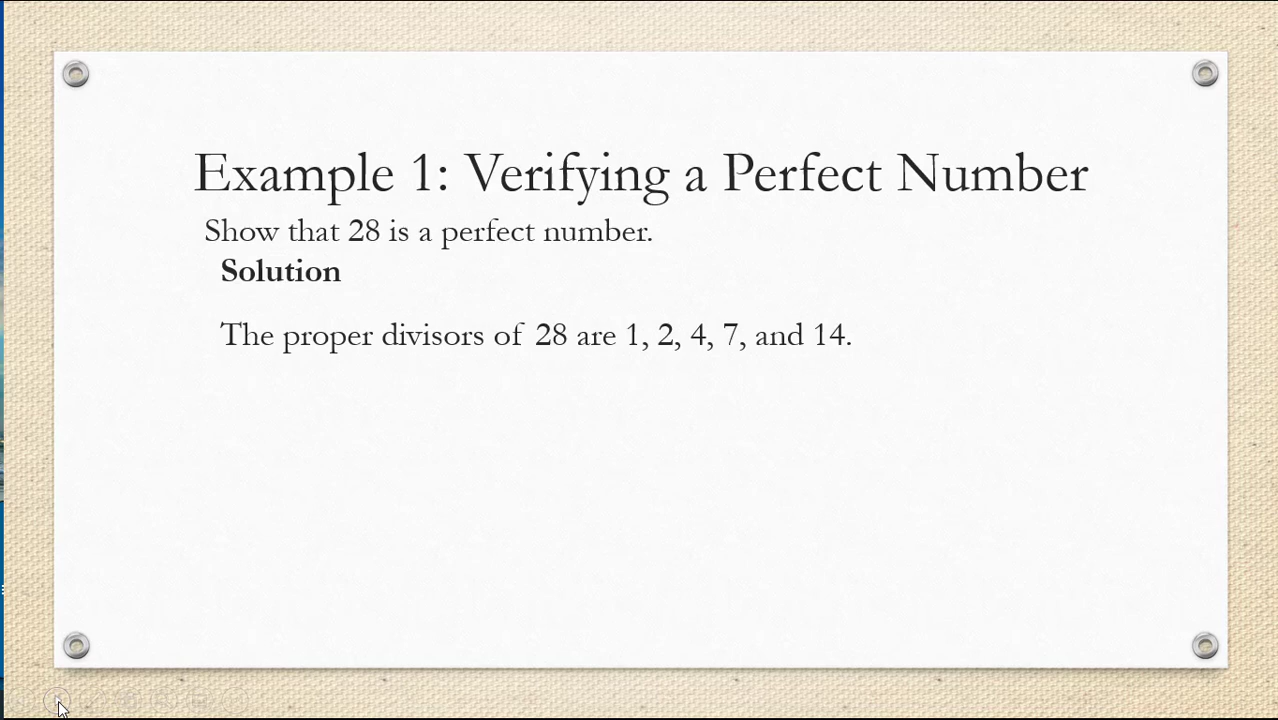 Example 1: Verifying a Perfect Number
Show that 28 is a perfect number.
Solution
The proper divisors of 28 are 1, 2, 4, 7, and 14.